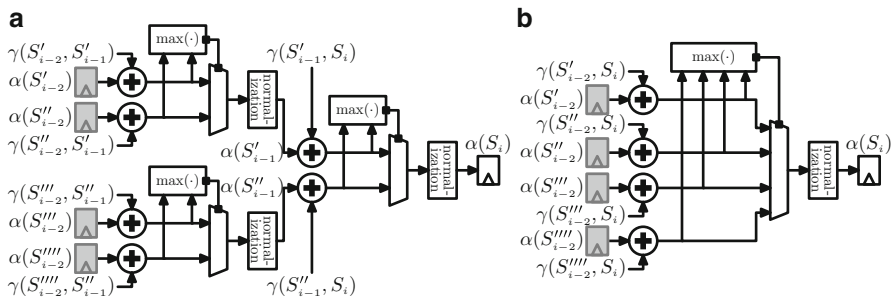 a
γ(S′i−2, S′i−1)
α(S′i−2)
α(S″i−2)
γ(S″i−2, S′i−1)
max(·)
normal-
ization
γ(S‴i−2, S″i−1)
α(S‴i−2)
α(S⁗i−2)
γ(S⁗i−2, S″i−1)
max(·)
normal-
ization
γ(S′i−1, Si)
α(S′i−1)
α(S″i−1)
γ(S″i−1, Si)
max(·)
normal-
ization
α(Si)
b
γ(S′i−2, Si)
α(S′i−2)
γ(S″i−2, Si)
α(S″i−2)
α(S‴i−2)
γ(S‴i−2, Si)
α(S⁗i−2)
γ(S⁗i−2, Si)
max(·)
normal-
ization
α(Si)